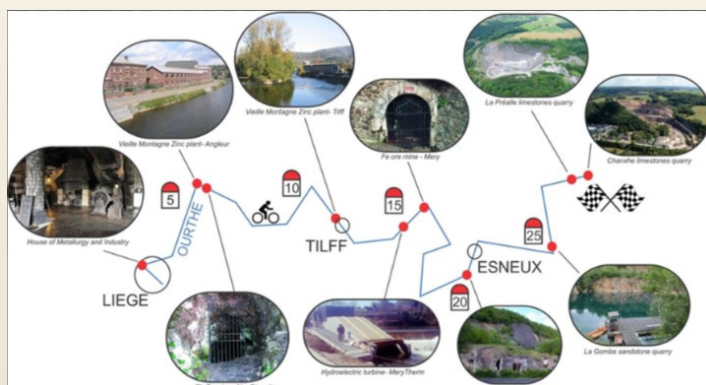 Vieille Montagne Zinc plant- Angleur
Vieille Montagne Zinc plant- Tilff
Fe ore mine - Mery
La Préalle limestones quarry
Chanxhe limestones quarry
House of Metallurgy and Industry
5
10
15
20
25
OURTHE
LIEGE
TILFF
ESNEUX
Hydroelectric turbine- MeryTherm
La Gombe sandstone quarry